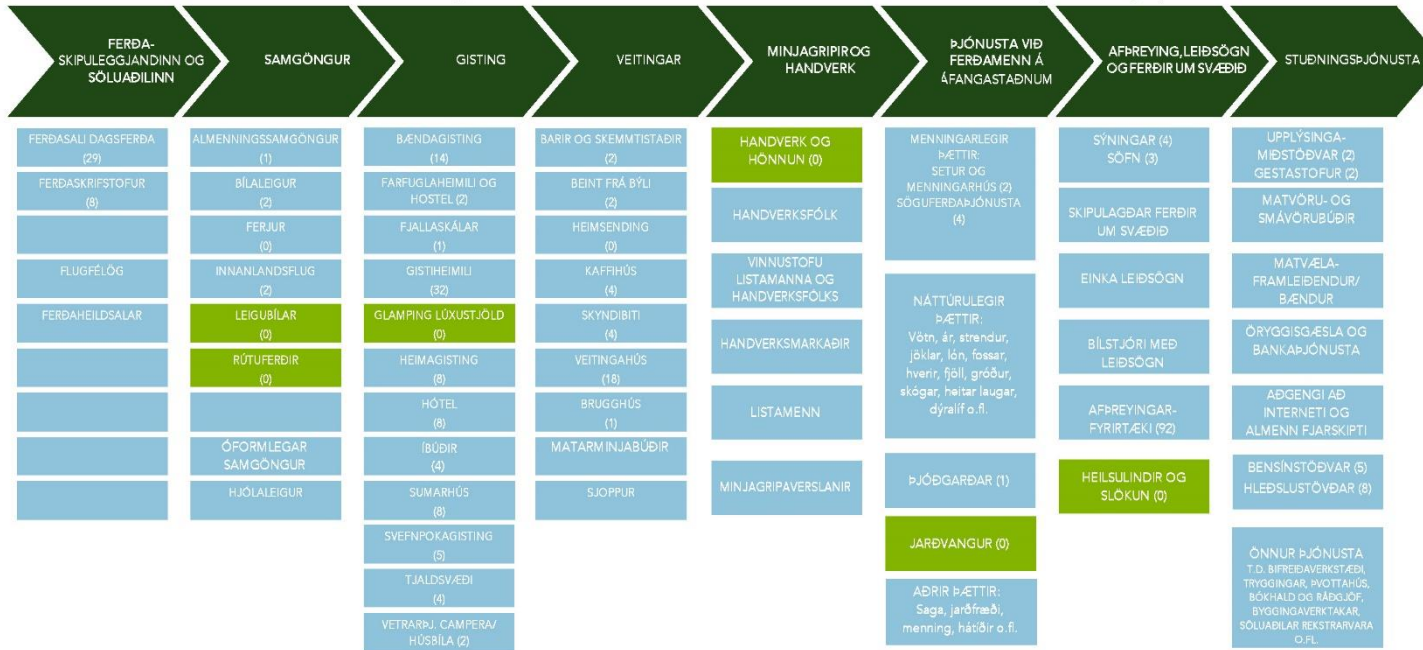 FERÐA-
SKIPULEGGJANDINN OG
SÖLUAÐILINN
SAMGÖNGUR
GISTING
VEITINGAR
MINJAGRIPIR OG
HANDVERK
ÞJÓNUSTA VIÐ
FERÐAMENN Á
ÁFANGASTAÐNUM
AFÞREYING, LEIÐSÖGN
OG FERÐIR UM SVÆÐIÐ
STUÐNINGSÞJÓNUSTA
FERÐASALI DAGSFERÐA
(29)
FERÐASKRIFSTOFUR
(8)
FLUGFÉLÖG
FERÐAHEILDSALAR
ALMENNINGSSAMGÖNGUR
(1)
BÍLALEIGUR
(2)
FERJUR
(0)
INNANLANDSFLUG
(2)
LEIGUBÍLAR
(0)
RÚTUFERÐIR
(0)
ÓFORMLEGAR
SAMGÖNGUR
HJÓLALEIGUR
BÆNDAGISTING
(14)
FARFUGLAHEIMILI OG
HOSTEL (2)
FJALLASKÁLAR
(1)
GISTIHEIMILI
(32)
GLAMPING LÚXUSTJÖLD
(0)
HEIMAGISTING
(8)
HÓTEL
(8)
ÍBÚÐIR
(4)
SUMARHÚS
(8)
SVEFNPOKAGISTING
(5)
TJALDSVÆÐI
(4)
VETRARÞJ. CAMPERA/
HÚSBÍLA (2)
BARIR OG SKEMMTISTAÐIR
(2)
BEINT FRÁ BÝLI
(2)
HEIMSENDING
(0)
KAFFIHÚS
(4)
SKYNDIBITI
(4)
VEITINGAHÚS
(18)
BRUGGHÚS
(1)
MATARMINJABÚÐIR
SJOPPUR
HANDVERK OG
HÖNNUN (0)
HANDVERKSFÓLK
VINNUSTOFU
LISTAMANNA OG
HANDVERKSFÓLKS
HANDVERKSMARKAÐIR
LISTAMENN
MINJAGRIPAVERSLANIR
MENNINGARLEGIR
ÞÆTTIR:
SETUR OG
MENNINGARHÚS (2)
SÖGUFERÐAÞJÓNUSTA
(4)
NÁTTÚRULEGIR
ÞÆTTIR:
Vötn, ár, strendur,
jöklar, lón, fossar,
hverir, fjöll, gróður,
skógar, heitar laugar,
dýralíf o.fl.
ÞJÓÐGARÐAR (1)
JARÐVANGUR (0)
AÐRIR ÞÆTTIR:
Saga, jarðfræði,
menning, hátíðir o.fl.
SÝNINGAR (4)
SÖFN (3)
SKIPULAGÐAR FERÐIR
UM SVÆÐIÐ
EINKA LEIÐSÖGN
BÍLSTJÓRI MEÐ
LEIÐSÖGN
AFÞREYINGAR-
FYRIRTÆKI (92)
HEILSULINDIR OG
SLÖKUN (0)
UPPLÝSINGA-
MIÐSTÖÐVAR (2)
GESTASTOFUR (2)
MATVÖRU- OG
SMÁVÖRUBÚÐIR
MATVÆLA-
FRAMLEIÐENDUR/
BÆNDUR
ÖRYGGISGÆSLA OG
BANKAÞJÓNUSTA
AÐGENGI AÐ
INTERNETI OG
ALMENN FJARSKIPTI
BENSÍNSTÖÐVAR (5)
HLEÐSLUSTÖVÐAR (8)
ÖNNUR ÞJÓNUSTA
T.D. BIFREIÐAVERKSTÆÐI,
TRYGGINGAR, ÞVOTTAHÚS,
BÓKHALD OG RÁÐGJÖF,
BYGGINGAVERKTAKAR,
SÖLUAÐILAR REKSTRARVARA
O.FL.